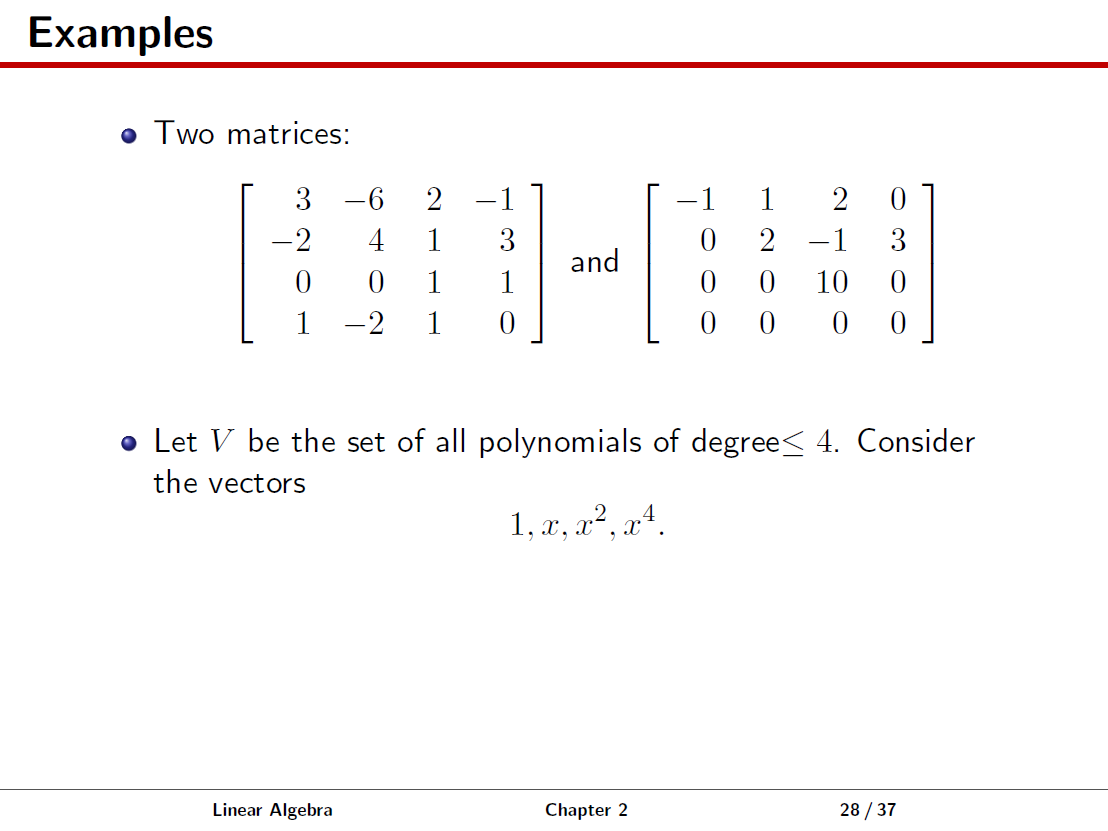 Examples
Two matrices:
3 −6 2 −1 −1 1 2 0
−2 4 1 3 0 2 −1 3
and
0 0 1 1 0 0 10 0
1 −2 1 0 0 0 0 0
Let V be the set of all polynomials of degree≤ 4. Consider
the vectors
1, x, x², x⁴.
Linear Algebra Chapter 2 28 / 37